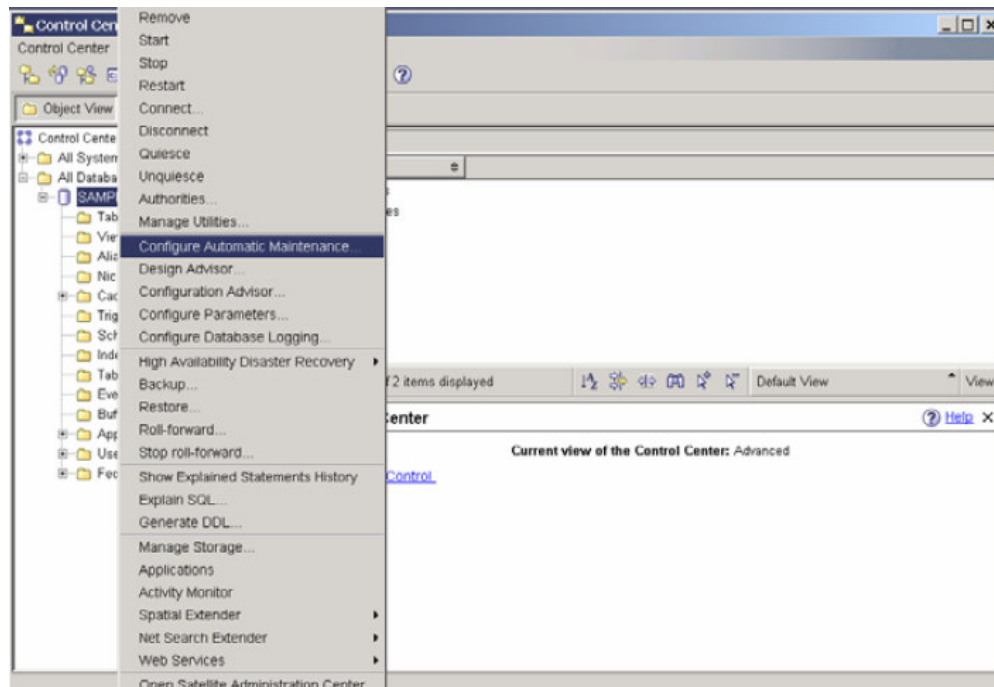 Control Cen
Control Center
Object View
Control Cente
All System
All Databa
SAMP
Tab
Vie
Alia
Nic
Cac
Trig
Sch
Inde
Tab
Eve
Buf
App
Use
Fed
Remove
Start
Stop
Restart
Connect...
Disconnect
Quiesce
Unquiesce
Authorities...
Manage Utilities...
Configure Automatic Maintenance...
Design Advisor...
Configuration Advisor...
Configure Parameters...
Configure Database Logging...
High Availability Disaster Recovery
Backup...
Restore...
Roll-forward...
Stop roll-forward...
Show Explained Statements History
Explain SQL...
Generate DDL...
Manage Storage...
Applications
Activity Monitor
Spatial Extender
Net Search Extender
Web Services
Open Satellite Administration Center
es
f 2 items displayed
Default View
View
Center
Help
Current view of the Control Center: Advanced
Control